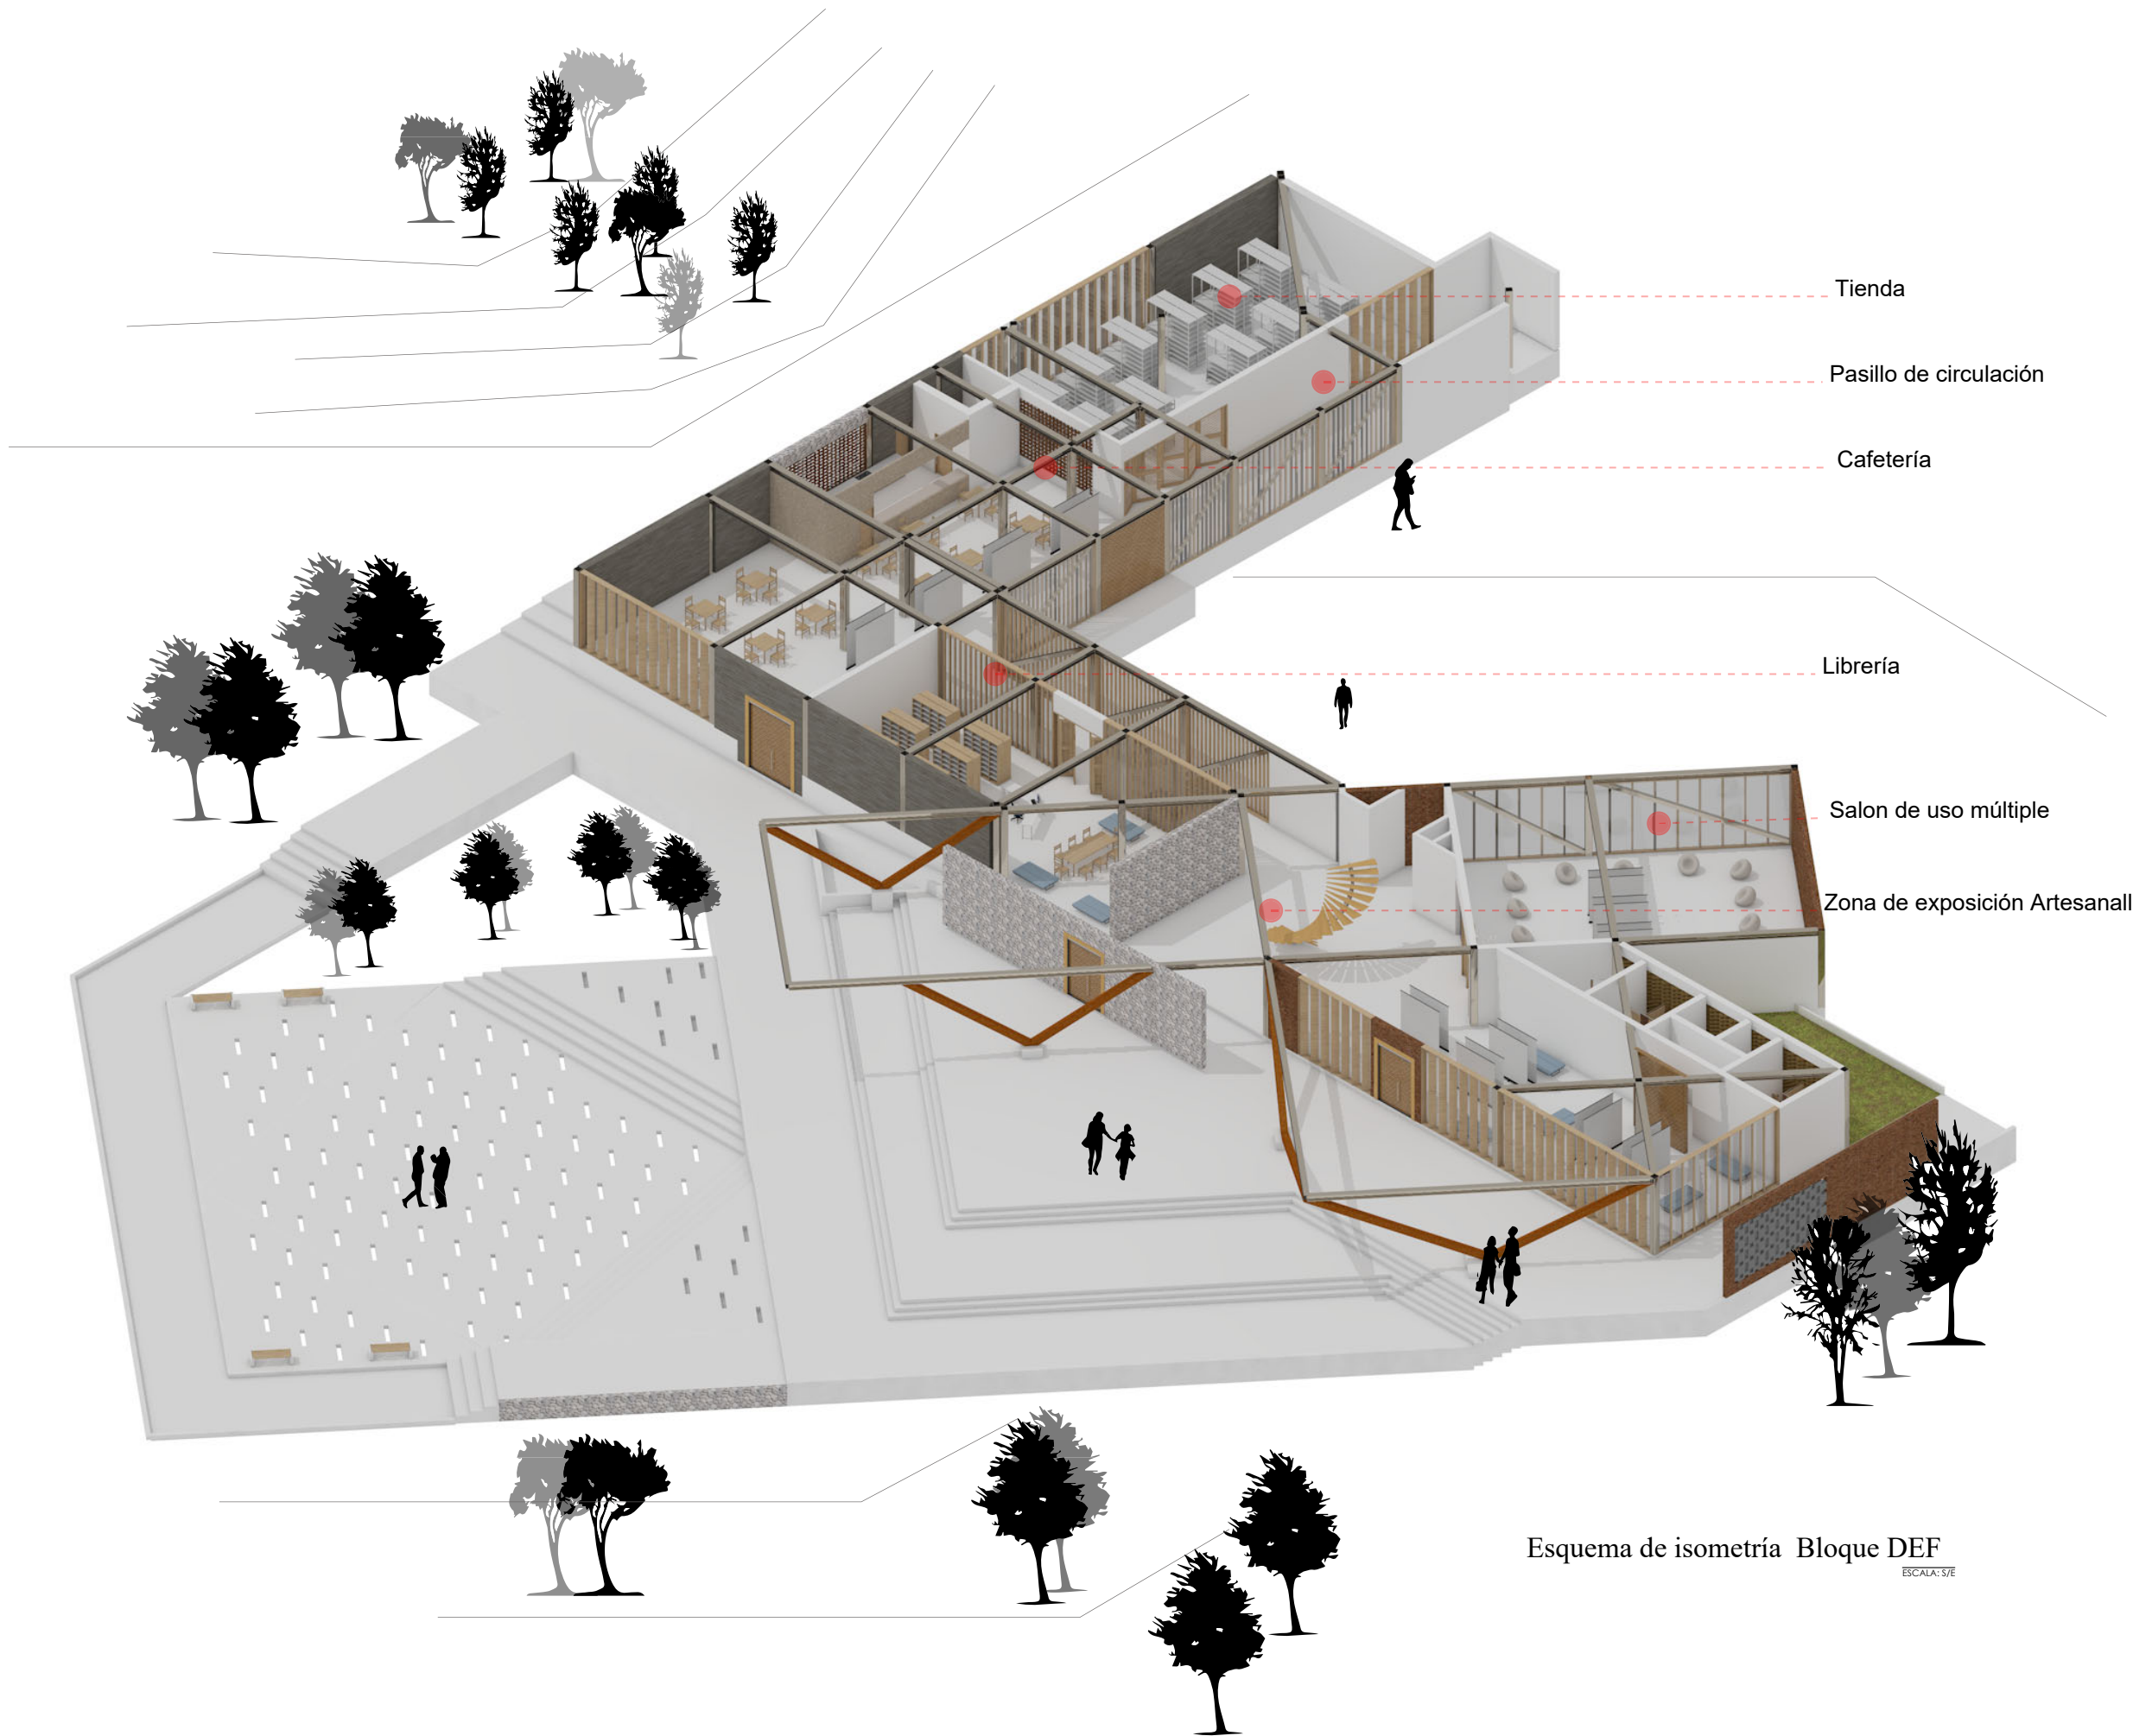 Tienda
Pasillo de circulación
Cafetería
Librería
Salon de uso múltiple
Zona de exposición Artesanall
Esquema de isometría Bloque DEF
ESCALA: S/E